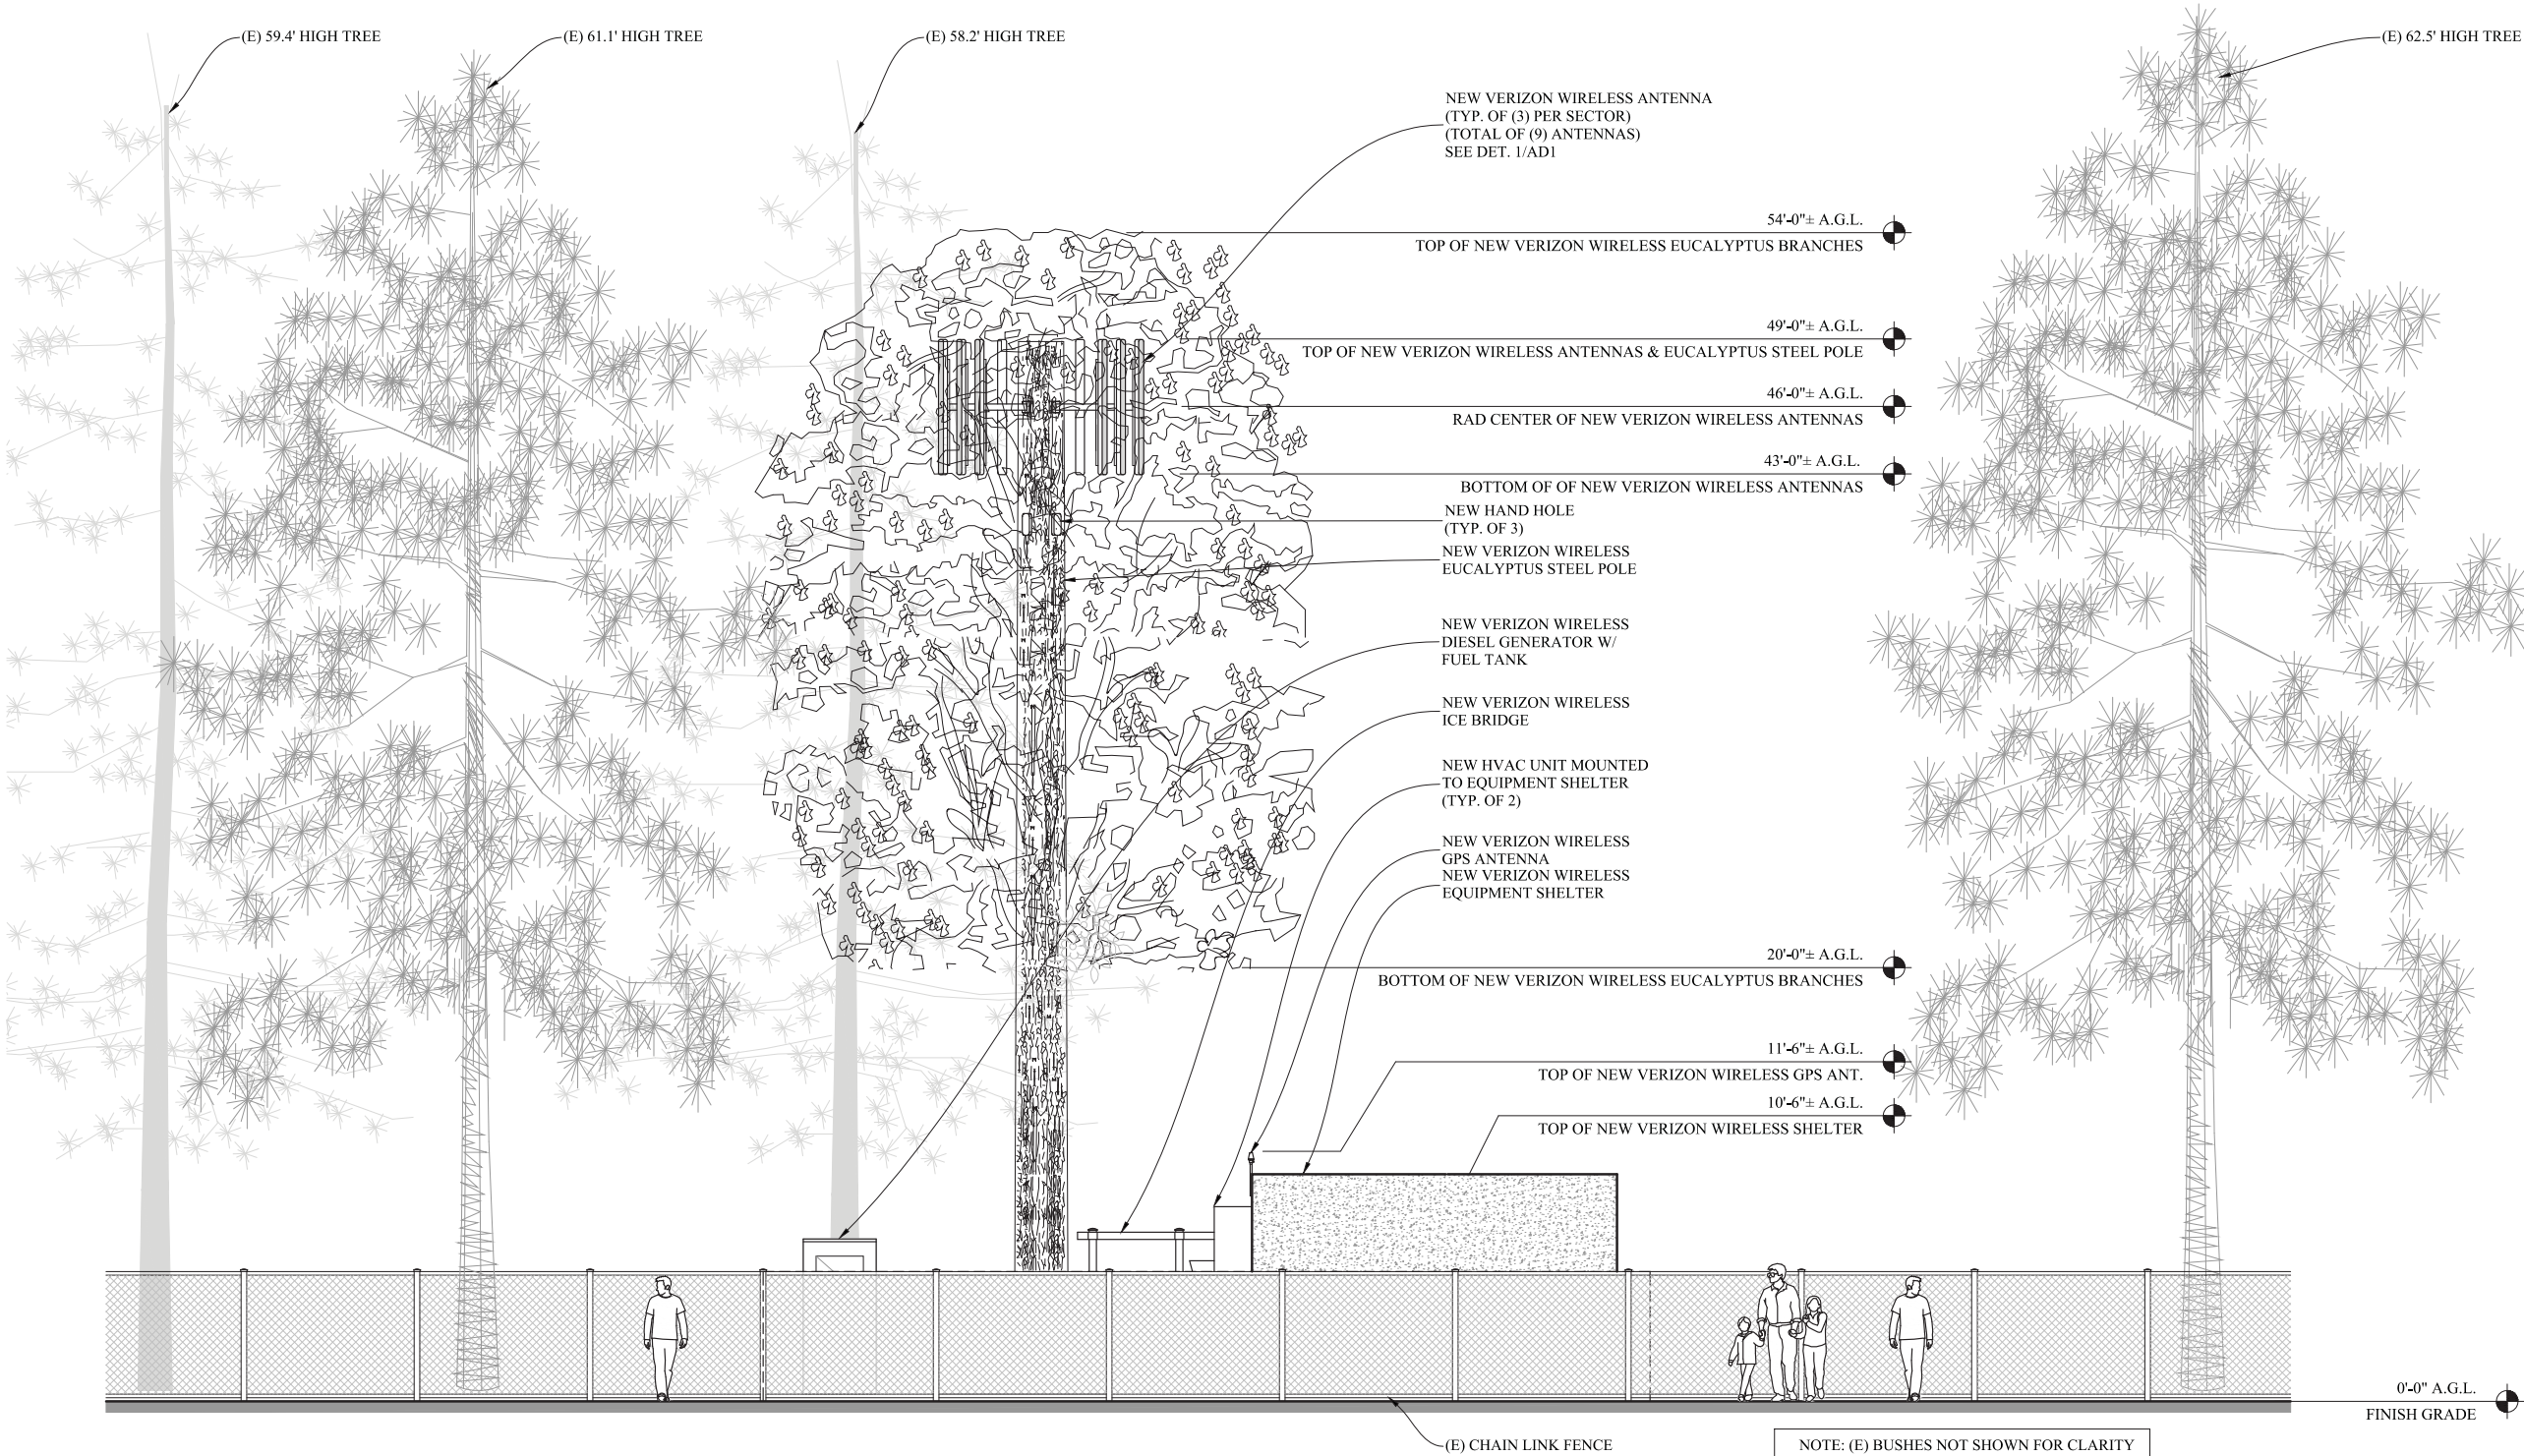 (E) 59.4' HIGH TREE
(E) 61.1' HIGH TREE
(E) 58.2' HIGH TREE
(E) 62.5' HIGH TREE
NEW VERIZON WIRELESS ANTENNA
(TYP. OF (3) PER SECTOR)
(TOTAL OF (9) ANTENNAS)
SEE DET. 1/AD1
54'-0"± A.G.L.
TOP OF NEW VERIZON WIRELESS EUCALYPTUS BRANCHES
49'-0"± A.G.L.
TOP OF NEW VERIZON WIRELESS ANTENNAS & EUCALYPTUS STEEL POLE
46'-0"± A.G.L.
RAD CENTER OF NEW VERIZON WIRELESS ANTENNAS
43'-0"± A.G.L.
BOTTOM OF OF NEW VERIZON WIRELESS ANTENNAS
NEW HAND HOLE
(TYP. OF 3)
NEW VERIZON WIRELESS
EUCALYPTUS STEEL POLE
NEW VERIZON WIRELESS
DIESEL GENERATOR W/
FUEL TANK
NEW VERIZON WIRELESS
ICE BRIDGE
NEW HVAC UNIT MOUNTED
TO EQUIPMENT SHELTER
(TYP. OF 2)
NEW VERIZON WIRELESS
GPS ANTENNA
NEW VERIZON WIRELESS
EQUIPMENT SHELTER
20'-0"± A.G.L.
BOTTOM OF NEW VERIZON WIRELESS EUCALYPTUS BRANCHES
11'-6"± A.G.L.
TOP OF NEW VERIZON WIRELESS GPS ANT.
10'-6"± A.G.L.
TOP OF NEW VERIZON WIRELESS SHELTER
0'-0" A.G.L.
FINISH GRADE
(E) CHAIN LINK FENCE
NOTE: (E) BUSHES NOT SHOWN FOR CLARITY